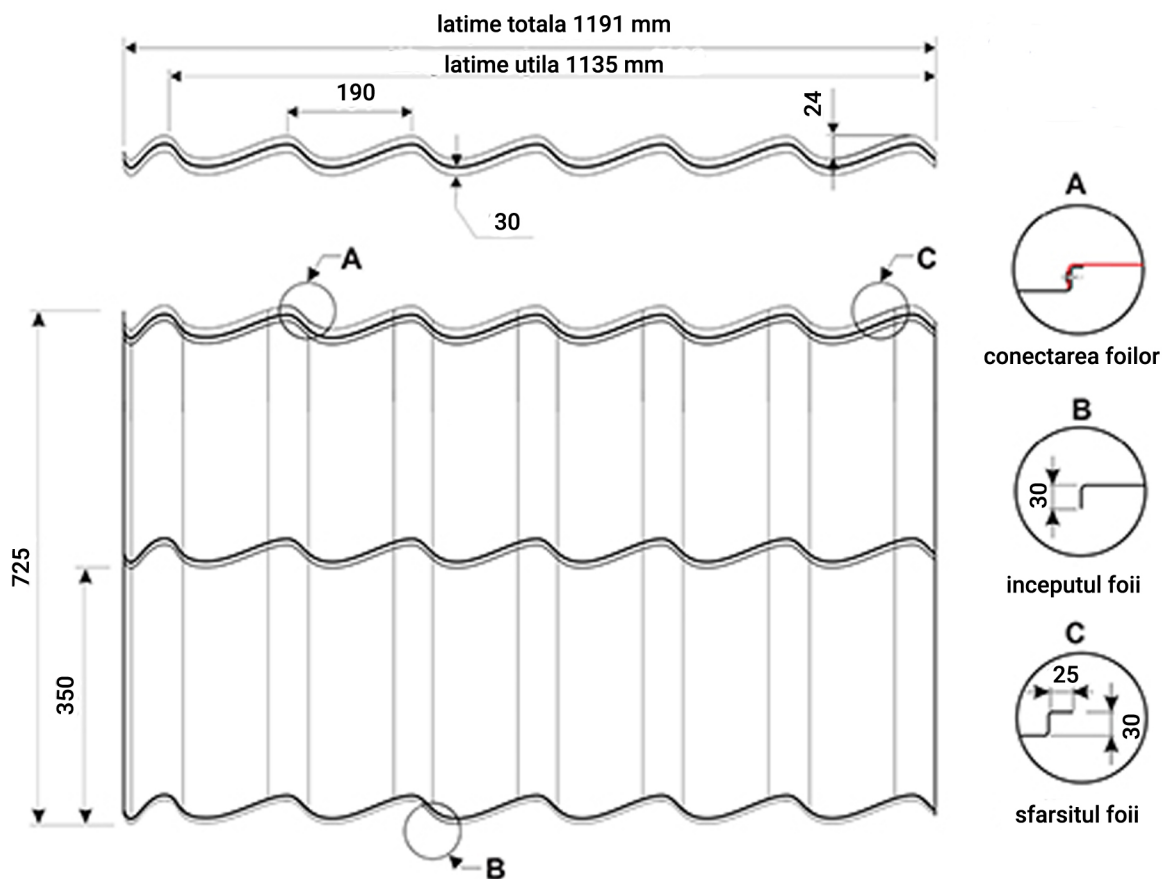 latime totala 1191 mm
latime utila 1135 mm
190
24
30
A
C
A
conectarea foilor
B
30
inceputul foii
725
350
C
25
30
sfarsitul foii
B